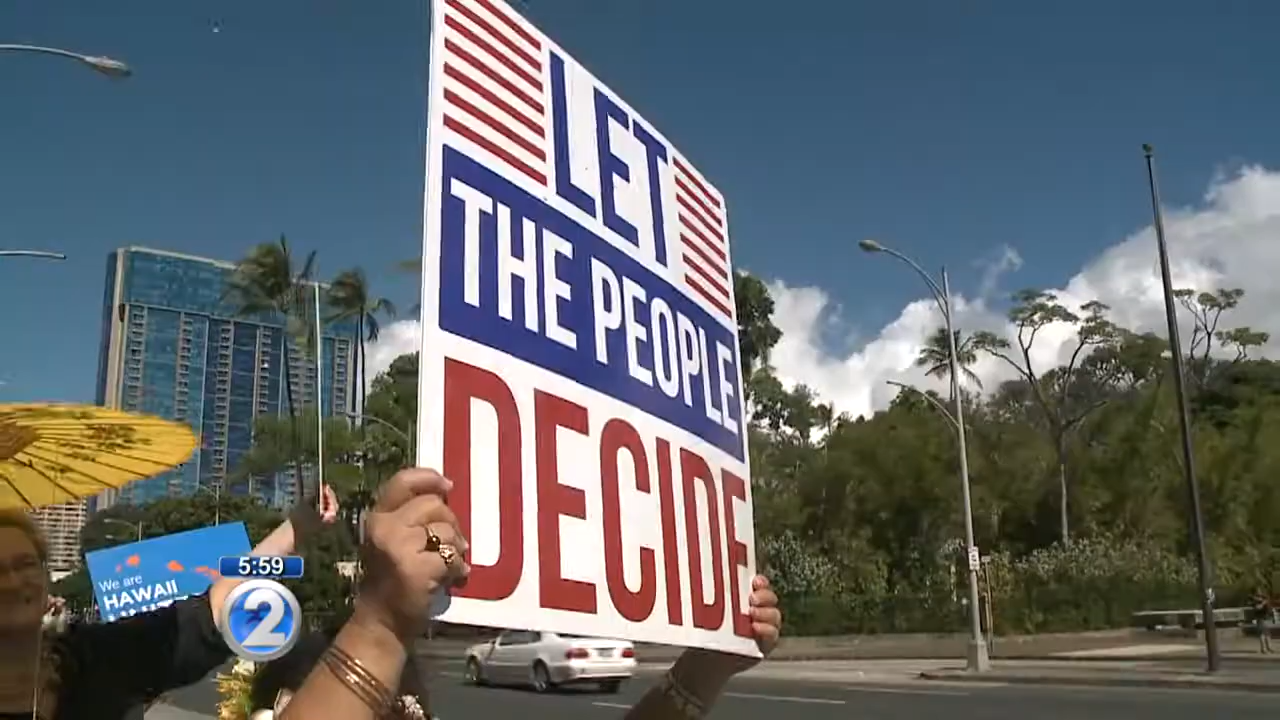 LET
THE PEOPLE
DECIDE
We are
HAWAII
5:59
2